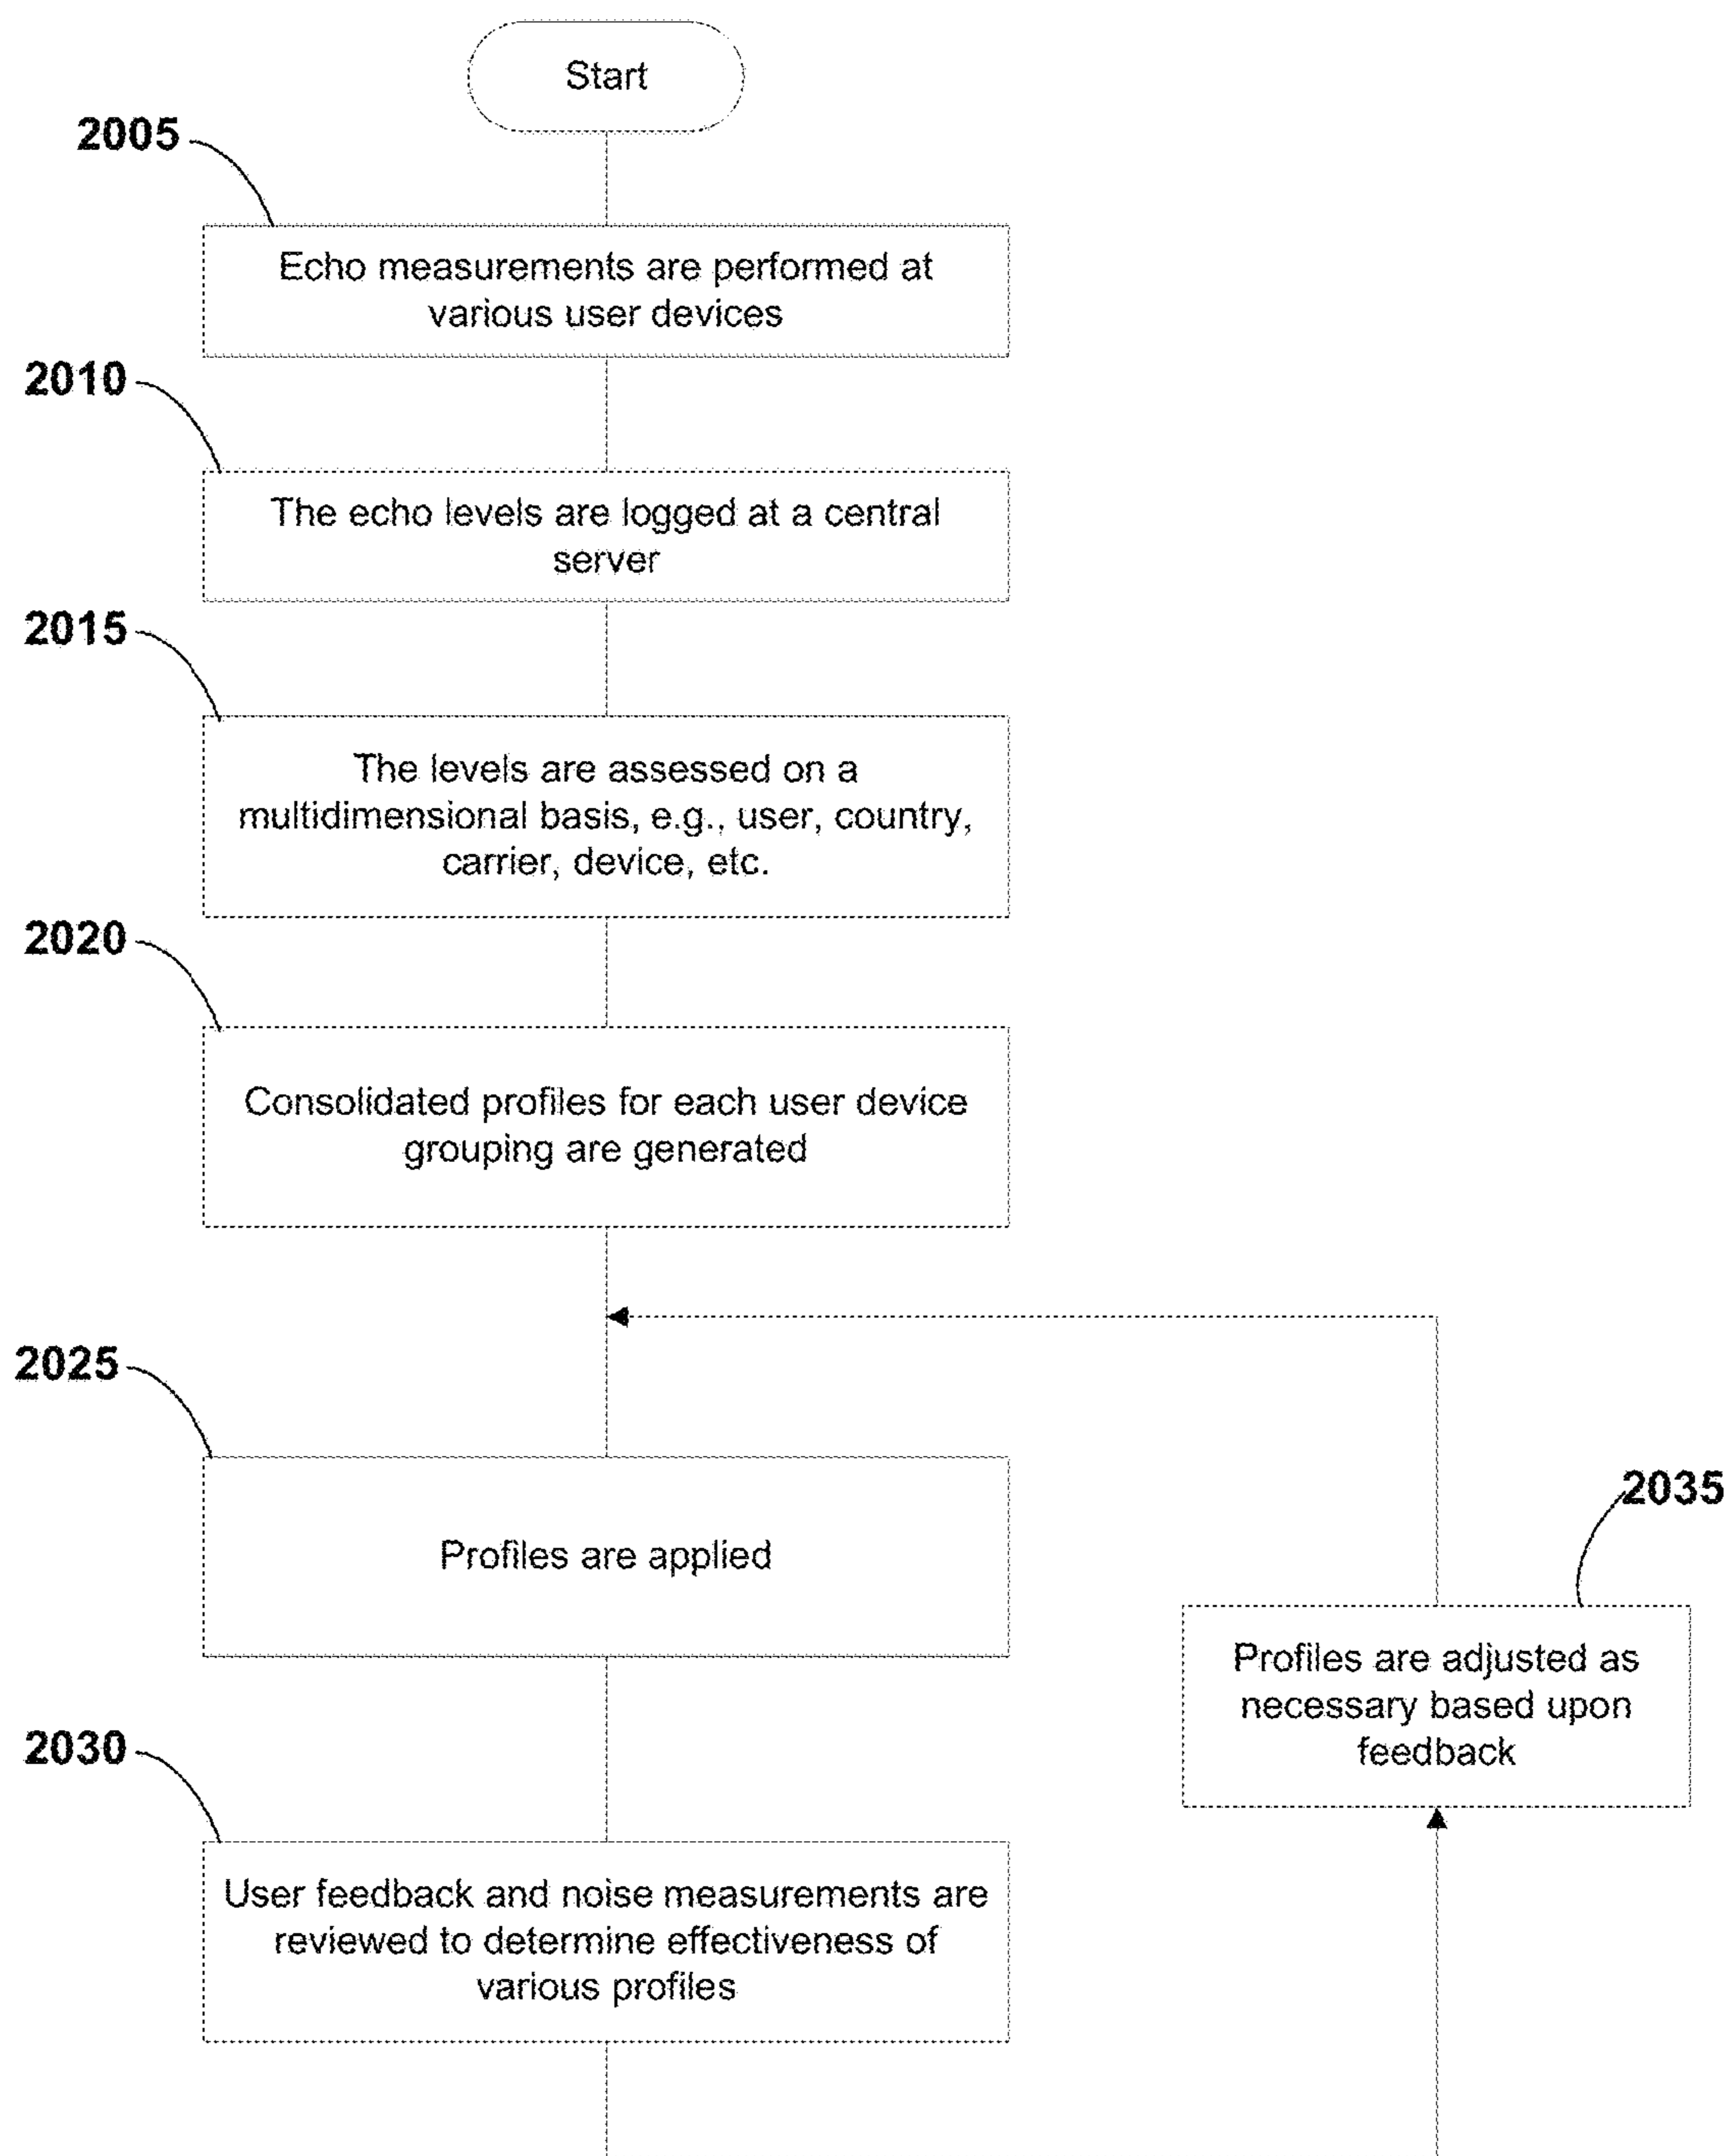 Start
2005
Echo measurements are performed at
various user devices
2010
The echo levels are logged at a central
server
2015
The levels are assessed on a
multidimensional basis, e.g., user, country,
carrier, device, etc.
2020
Consolidated profiles for each user device
grouping are generated
2025
Profiles are applied
2035
Profiles are adjusted as
necessary based upon
feedback
2030
User feedback and noise measurements are
reviewed to determine effectiveness of
various profiles